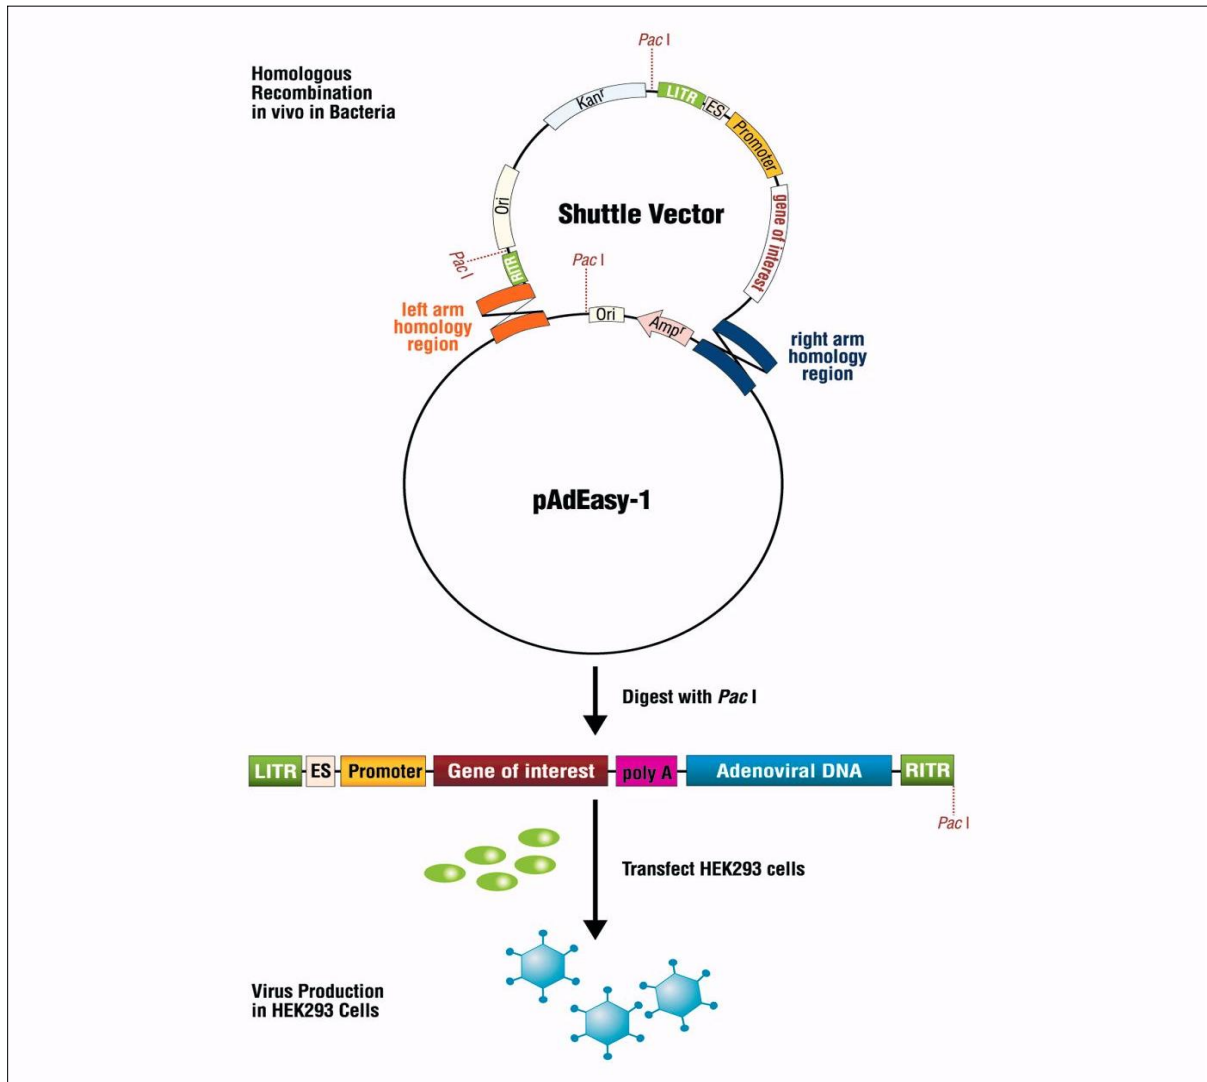 Homologous
Recombination
in vivo in Bacteria
Pac I
Kanr
LITR
ES
Promoter
Ori
Shuttle Vector
gene of interest
Pac I
RITR
Pac I
left arm
homology
region
Ori
Ampr
right arm
homology
region
pAdEasy-1
Digest with Pac I
LITR ES Promoter Gene of interest poly A Adenoviral DNA RITR
Pac I
Transfect HEK293 cells
Virus Production
in HEK293 Cells